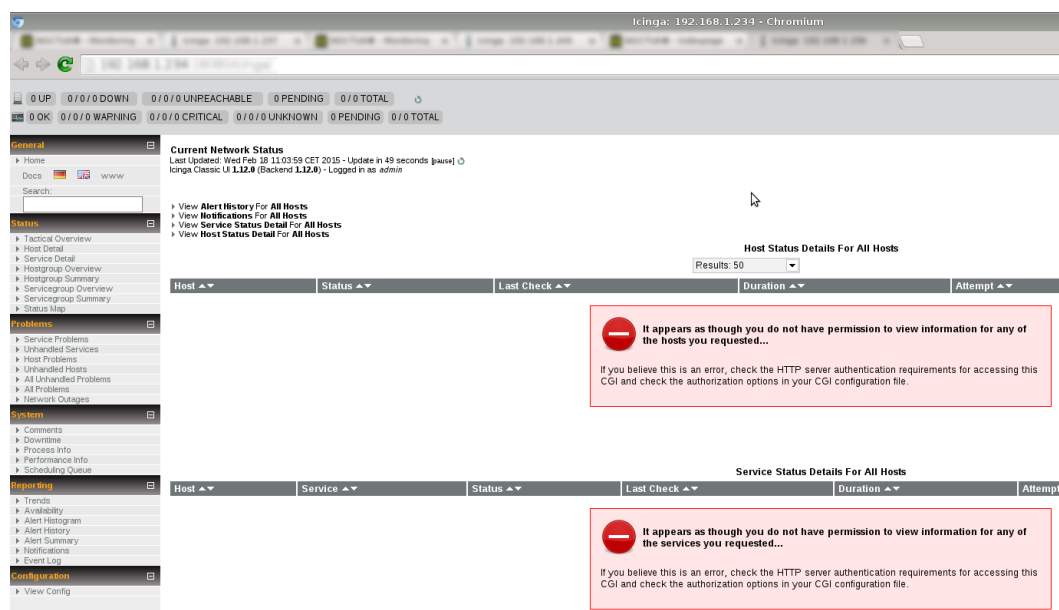 Icinga: 192.168.1.234 - Chromium
0 UP 0 / 0 / 0 DOWN 0 / 0 / 0 UNREACHABLE 0 PENDING 0 / 0 TOTAL
0 OK 0 / 0 / 0 WARNING 0 / 0 / 0 CRITICAL 0 / 0 / 0 UNKNOWN 0 PENDING 0 / 0 TOTAL
General
Home
Docs www
Search:
Status
Tactical Overview
Host Detail
Service Detail
Hostgroup Overview
Hostgroup Summary
Servicegroup Overview
Servicegroup Summary
Status Map
Problems
Service Problems
Unhandled Services
Host Problems
Unhandled Hosts
All Unhandled Problems
All Problems
Network Outages
System
Comments
Downtime
Process Info
Performance Info
Scheduling Queue
Reporting
Trends
Availability
Alert Histogram
Alert History
Alert Summary
Notifications
Event Log
Configuration
View Config
Current Network Status
Last Updated: Wed Feb 18 11:03:59 CET 2015 - Update in 49 seconds [pause]
Icinga Classic UI 1.12.0 (Backend 1.12.0) - Logged in as admin
View Alert History For All Hosts
View Notifications For All Hosts
View Service Status Detail For All Hosts
View Host Status Detail For All Hosts
Host Status Details For All Hosts
Results: 50
Host Status Last Check Duration Attempt
It appears as though you do not have permission to view information for any of
the hosts you requested...
If you believe this is an error, check the HTTP server authentication requirements for accessing this
CGI and check the authorization options in your CGI configuration file.
Service Status Details For All Hosts
Host Service Status Last Check Duration Attempt
It appears as though you do not have permission to view information for any of
the services you requested...
If you believe this is an error, check the HTTP server authentication requirements for accessing this
CGI and check the authorization options in your CGI configuration file.